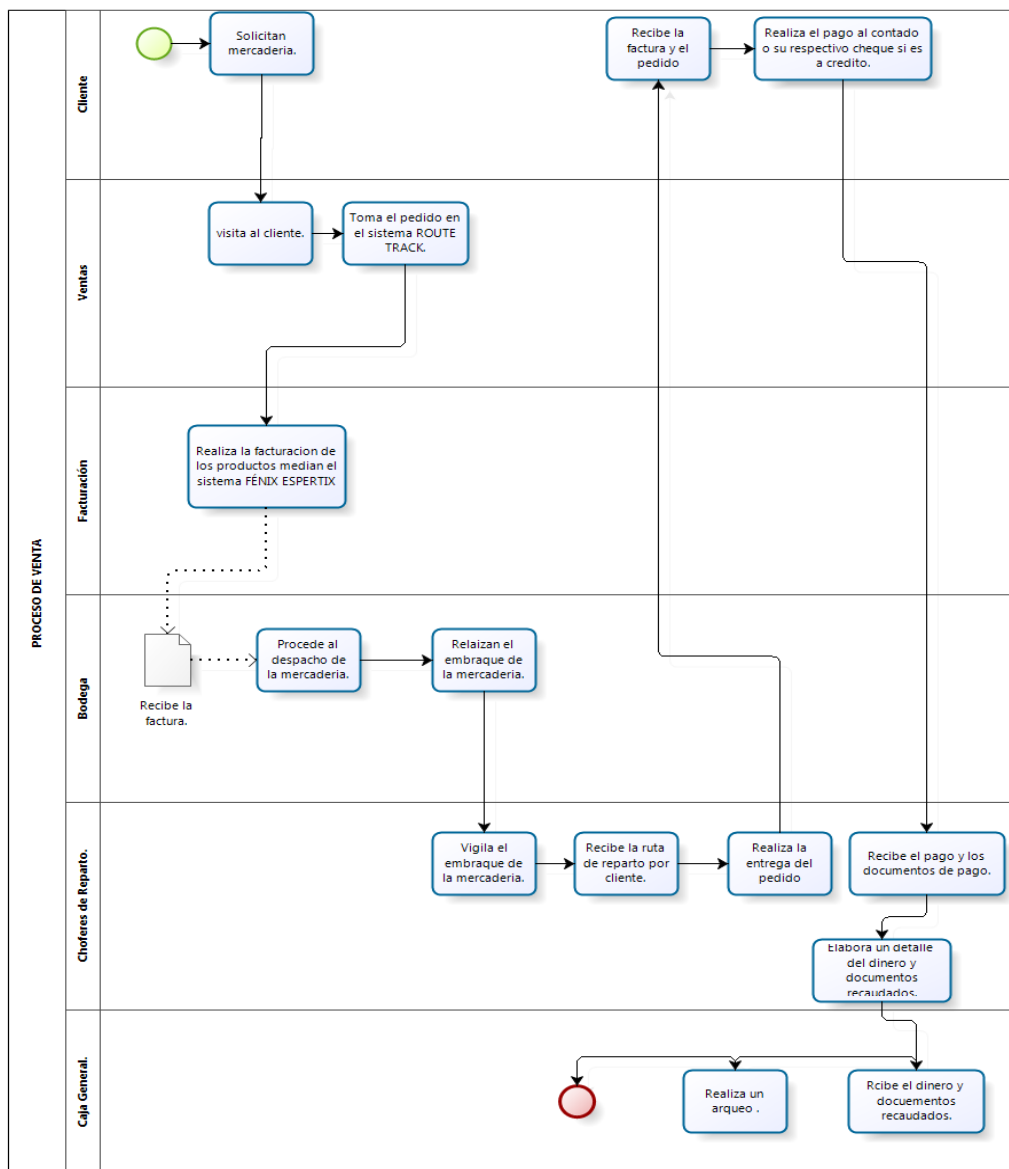 PROCESO DE VENTA
Cliente
Solicitan
mercaderia.
Recibe la
factura y el
pedido
Realiza el pago al contado
o su respectivo cheque si es
a credito.
Ventas
visita al cliente.
Toma el pedido en
el sistema ROUTE
TRACK.
Facturación
Realiza la facturacion de
los productos median el
sistema FÉNIX ESPERTIX
Bodega
Recibe la
factura.
Procede al
despacho de
la mercaderia.
Relaizan el
embraque de
la mercaderia.
Choferes de Reparto.
Vigila el
embraque de
la mercaderia.
Recibe la ruta
de reparto por
cliente.
Realiza la
entrega del
pedido
Recibe el pago y los
documentos de pago.
Elabora un detalle
del dinero y
documentos
recaudados.
Caja General.
Realiza un
arqueo .
Rcibe el dinero y
docuementos
recaudados.